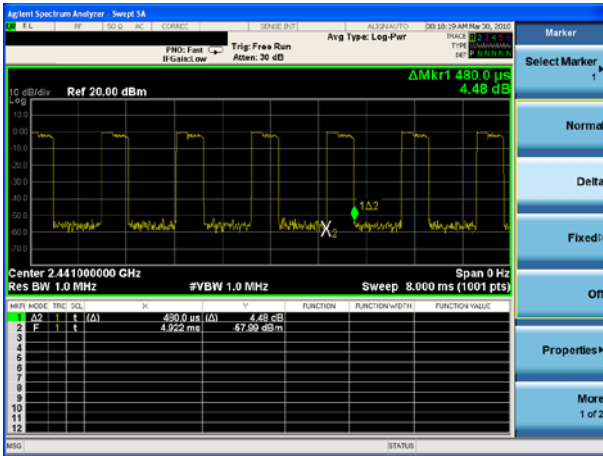 Agilent Spectrum Analyzer - Swept SA
RL RF 50 Ω AC CORREC SENSE:INT ALIGNAUTO 00:10:39 AM Mar 30, 2010
PNO: Fast Trig: Free Run Avg Type: Log-Pwr TRACE
IFGain:Low Atten: 30 dB TYPE
DET
ΔMkr1 480.0 µs
10 dB/div Ref 20.00 dBm 4.48 dB
Log
10.0
0.00
-10.0
-20.0
-30.0
-40.0
1Δ2
-50.0
-60.0 X2
-70.0
Center 2.441000000 GHz Span 0 Hz
Res BW 1.0 MHz #VBW 1.0 MHz Sweep 8.000 ms (1001 pts)
MKR MODE TRC SCL X Y FUNCTION FUNCTION WIDTH FUNCTION VALUE
1 Δ2 1 t (Δ) 480.0 us (Δ) 4.48 dB
2 F 1 t 4.922 ms -57.99 dBm
3
4
5
6
7
8
9
10
11
12
MSG STATUS
Marker
Select Marker
1
Normal
Delta
Fixed
Off
Properties
More
1 of 2